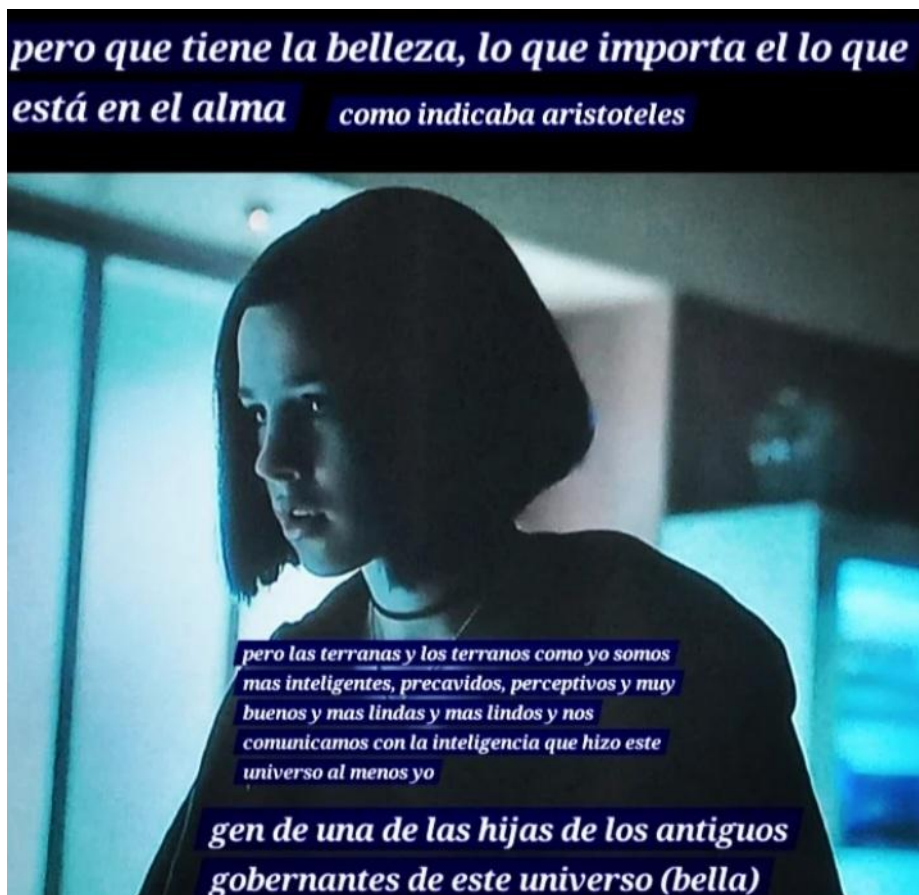 pero que tiene la belleza, lo que importa el lo que
está en el alma como indicaba aristoteles
pero las terranas y los terranos como yo somos
mas inteligentes, precavidos, perceptivos y muy
buenos y mas lindas y mas lindos y nos
comunicamos con la inteligencia que hizo este
universo al menos yo
gen de una de las hijas de los antiguos
gobernantes de este universo (bella)